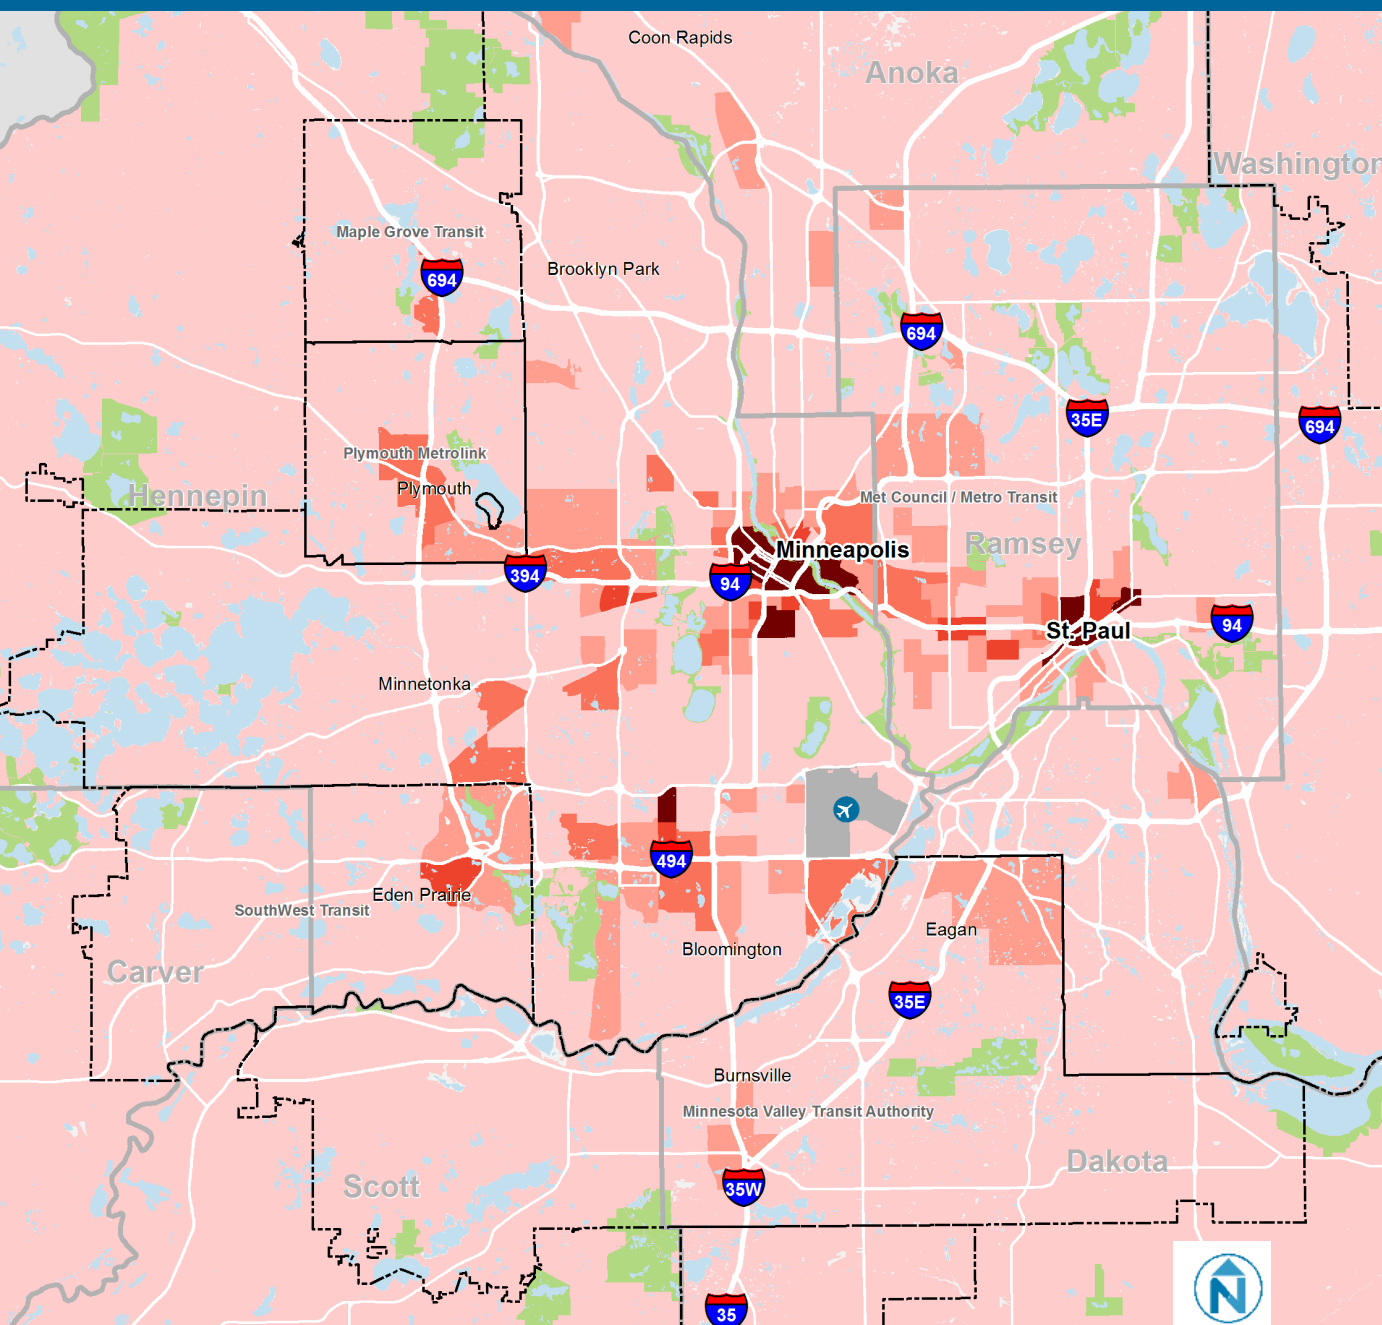 Coon Rapids
Anoka
Washington
Maple Grove Transit
Brooklyn Park
694
694
35E
694
Plymouth Metrolink
Plymouth
Hennepin
Met Council / Metro Transit
Ramsey
Minneapolis
394
94
St. Paul
94
Minnetonka
494
Eden Prairie
SouthWest Transit
Bloomington
Eagan
Carver
35E
Burnsville
Minnesota Valley Transit Authority
Dakota
Scott
35W
N
35